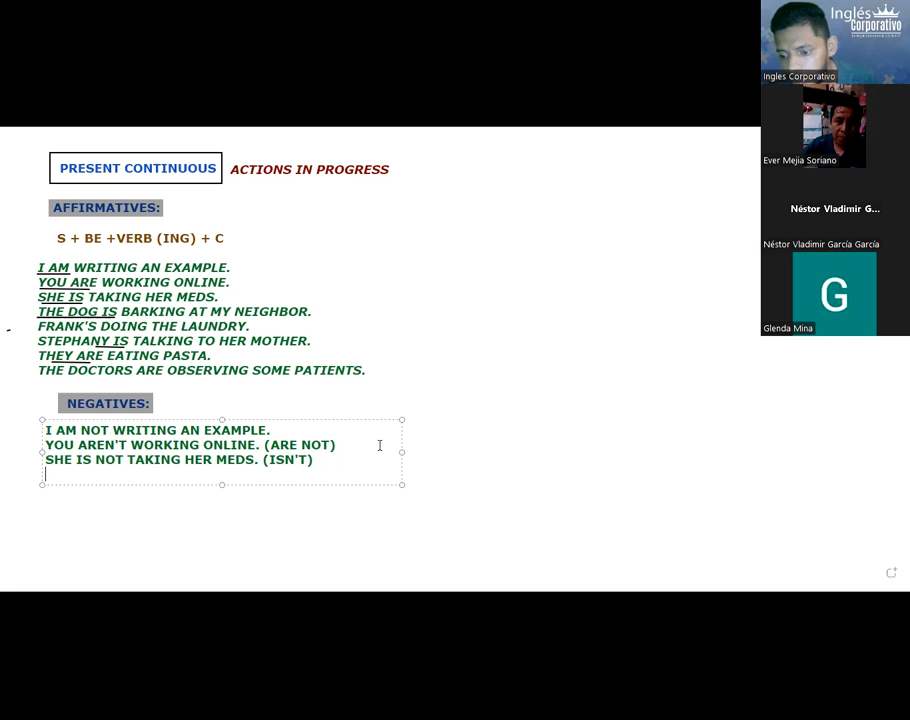 PRESENT CONTINUOUS
ACTIONS IN PROGRESS
AFFIRMATIVES:
S + BE +VERB (ING) + C
I AM WRITING AN EXAMPLE.
YOU ARE WORKING ONLINE.
SHE IS TAKING HER MEDS.
THE DOG IS BARKING AT MY NEIGHBOR.
FRANK'S DOING THE LAUNDRY.
STEPHANY IS TALKING TO HER MOTHER.
THEY ARE EATING PASTA.
THE DOCTORS ARE OBSERVING SOME PATIENTS.
NEGATIVES:
I AM NOT WRITING AN EXAMPLE.
YOU AREN'T WORKING ONLINE. (ARE NOT)
SHE IS NOT TAKING HER MEDS. (ISN'T)
Inglés
Corporativo
Ingles Corporativo
Ever Mejia Soriano
Néstor Vladimir G...
Néstor Vladimir García García
G
Glenda Mina